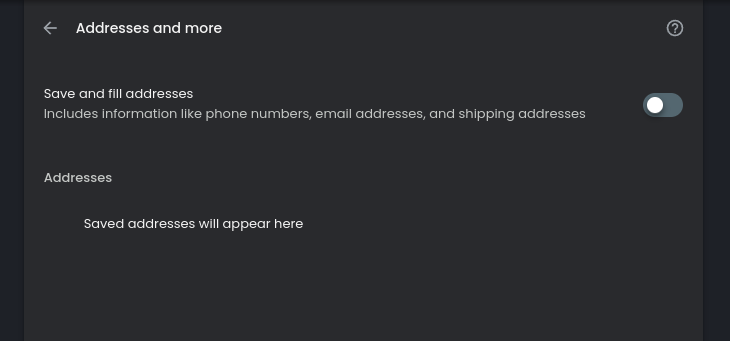 Addresses and more
Save and fill addresses
Includes information like phone numbers, email addresses, and shipping addresses
Addresses
Saved addresses will appear here